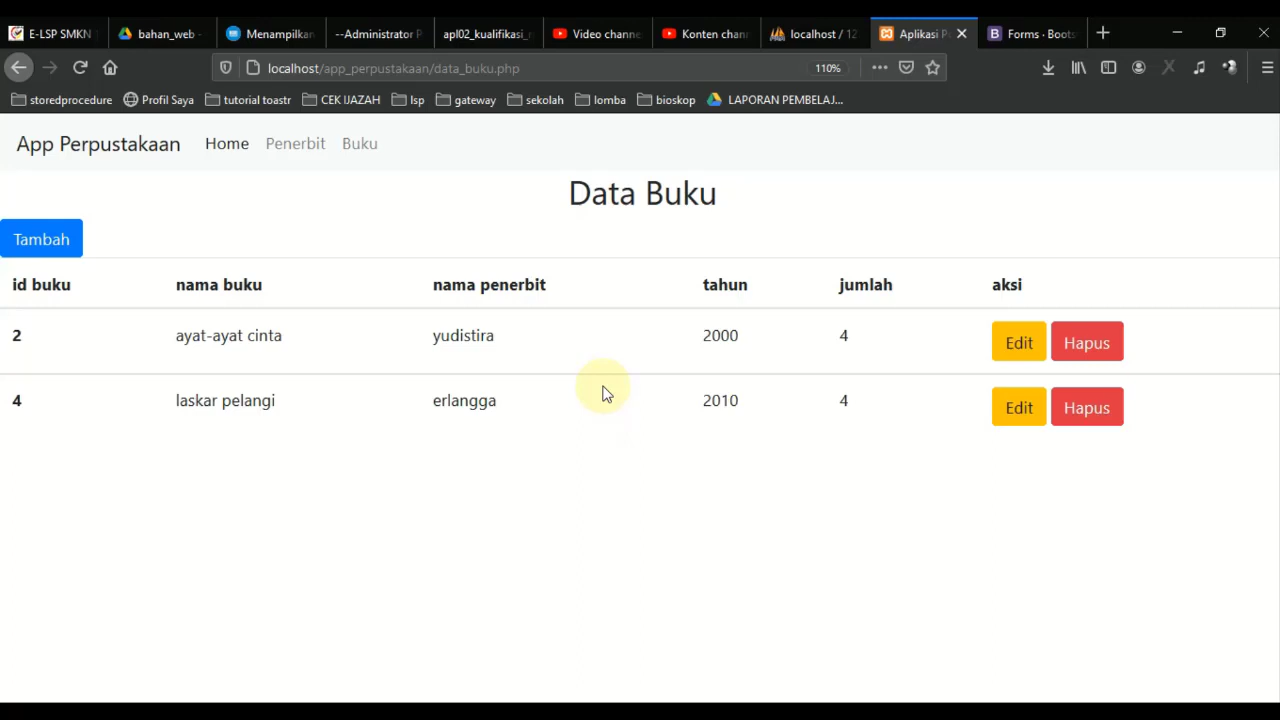 E-LSP SMKN
bahan_web -
Menampilkan
--Administrator P
apl02_kualifikasi_
Video channe
Konten chann
localhost / 12
Aplikasi P
Forms · Boots
localhost/app_perpustakaan/data_buku.php
110%
storedprocedure
Profil Saya
tutorial toastr
CEK IJAZAH
lsp
gateway
sekolah
lomba
bioskop
LAPORAN PEMBELAJ...
App Perpustakaan Home Penerbit Buku
Data Buku
Tambah
id buku nama buku nama penerbit tahun jumlah aksi
2 ayat-ayat cinta yudistira 2000 4 Edit Hapus
4 laskar pelangi erlangga 2010 4 Edit Hapus